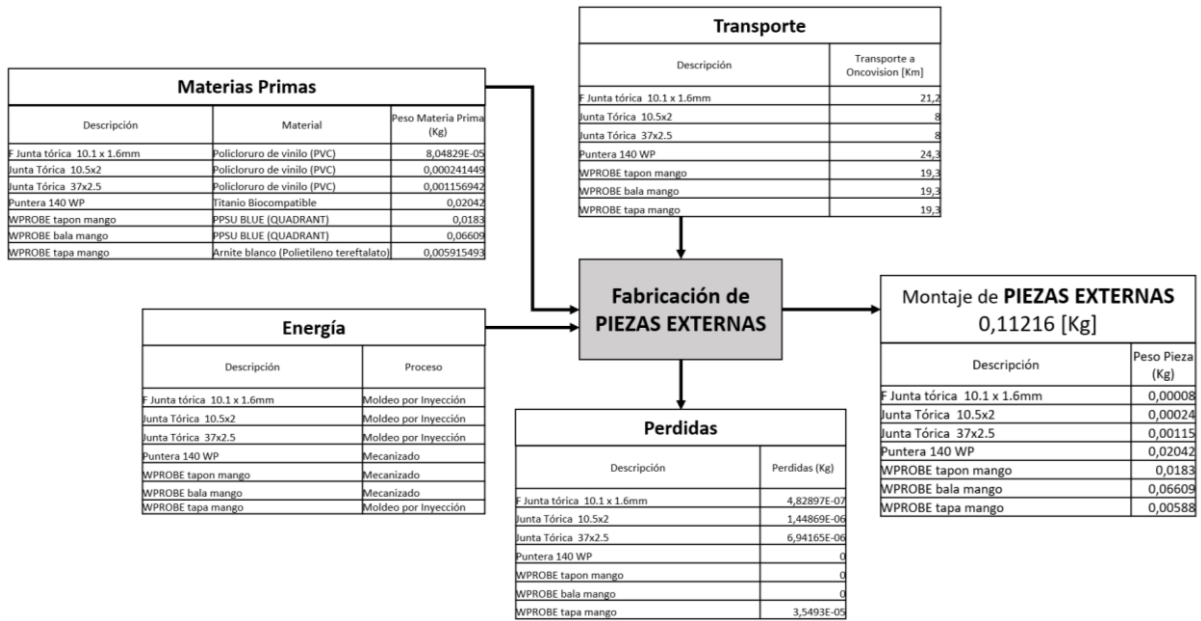 Transporte
Descripción Transporte a Oncovision [Km]
F Junta tórica 10.1 x 1.6mm 21,2
Junta Tórica 10.5x2 8
Junta Tórica 37x2.5 8
Puntera 140 WP 24,3
WPROBE tapon mango 19,3
WPROBE bala mango 19,3
WPROBE tapa mango 19,3
Materias Primas
Descripción Material Peso Materia Prima (Kg)
F Junta tórica 10.1 x 1.6mm Policloruro de vinilo (PVC) 8,04829E-05
Junta Tórica 10.5x2 Policloruro de vinilo (PVC) 0,000241449
Junta Tórica 37x2.5 Policloruro de vinilo (PVC) 0,001156942
Puntera 140 WP Titanio Biocompatible 0,02042
WPROBE tapon mango PPSU BLUE (QUADRANT) 0,0183
WPROBE bala mango PPSU BLUE (QUADRANT) 0,06609
WPROBE tapa mango Arnite blanco (Polietileno tereftalato) 0,005915493
Fabricación de
PIEZAS EXTERNAS
Energía
Descripción Proceso
F Junta tórica 10.1 x 1.6mm Moldeo por Inyección
Junta Tórica 10.5x2 Moldeo por Inyección
Junta Tórica 37x2.5 Moldeo por Inyección
Puntera 140 WP Mecanizado
WPROBE tapon mango Mecanizado
WPROBE bala mango Mecanizado
WPROBE tapa mango Moldeo por Inyección
Montaje de PIEZAS EXTERNAS
0,11216 [Kg]
Descripción Peso Pieza (Kg)
F Junta tórica 10.1 x 1.6mm 0,00008
Junta Tórica 10.5x2 0,00024
Junta Tórica 37x2.5 0,00115
Puntera 140 WP 0,02042
WPROBE tapon mango 0,0183
WPROBE bala mango 0,06609
WPROBE tapa mango 0,00588
Perdidas
Descripción Perdidas (Kg)
F Junta tórica 10.1 x 1.6mm 4,82897E-07
Junta Tórica 10.5x2 1,44869E-06
Junta Tórica 37x2.5 6,94165E-06
Puntera 140 WP 0
WPROBE tapon mango 0
WPROBE bala mango 0
WPROBE tapa mango 3,5493E-05